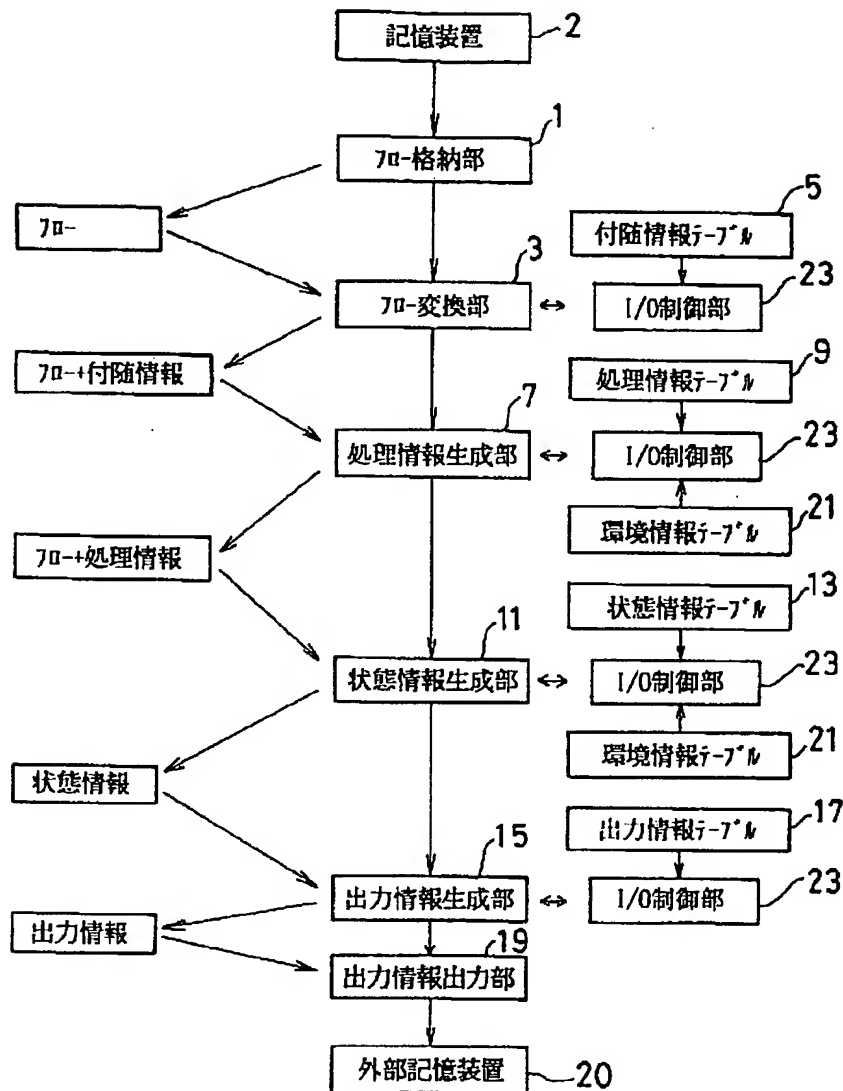 記憶装置
2
1
フロー格納部
フロー
5
付随情報テーブル
3
フロー変換部
23
I/O制御部
フロー+付随情報
9
処理情報テーブル
7
処理情報生成部
23
I/O制御部
21
環境情報テーブル
フロー+処理情報
13
状態情報テーブル
11
状態情報生成部
23
I/O制御部
21
環境情報テーブル
状態情報
17
出力情報テーブル
15
出力情報生成部
23
I/O制御部
出力情報
19
出力情報出力部
外部記憶装置
20